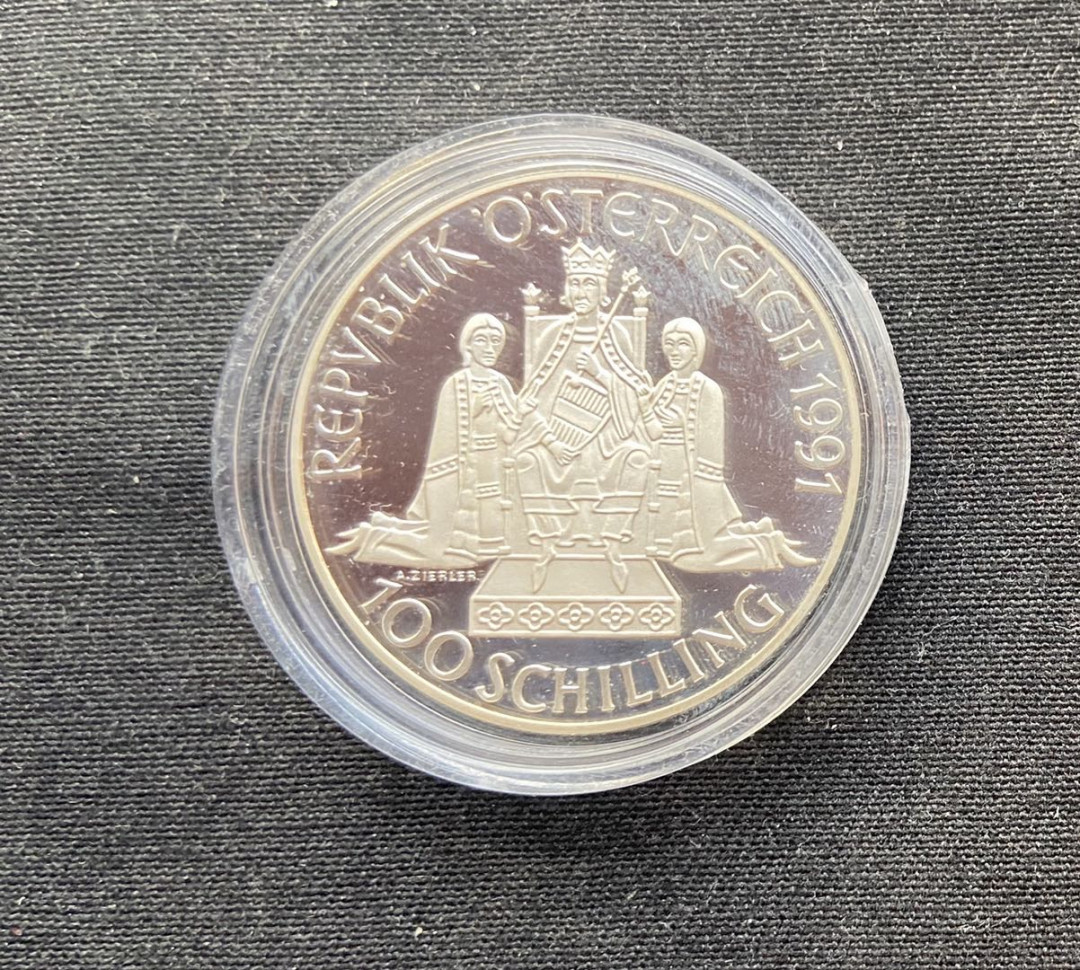 REPVBLIK ÖSTERREICH 1991
A.ZIERLER
100 SCHILLING